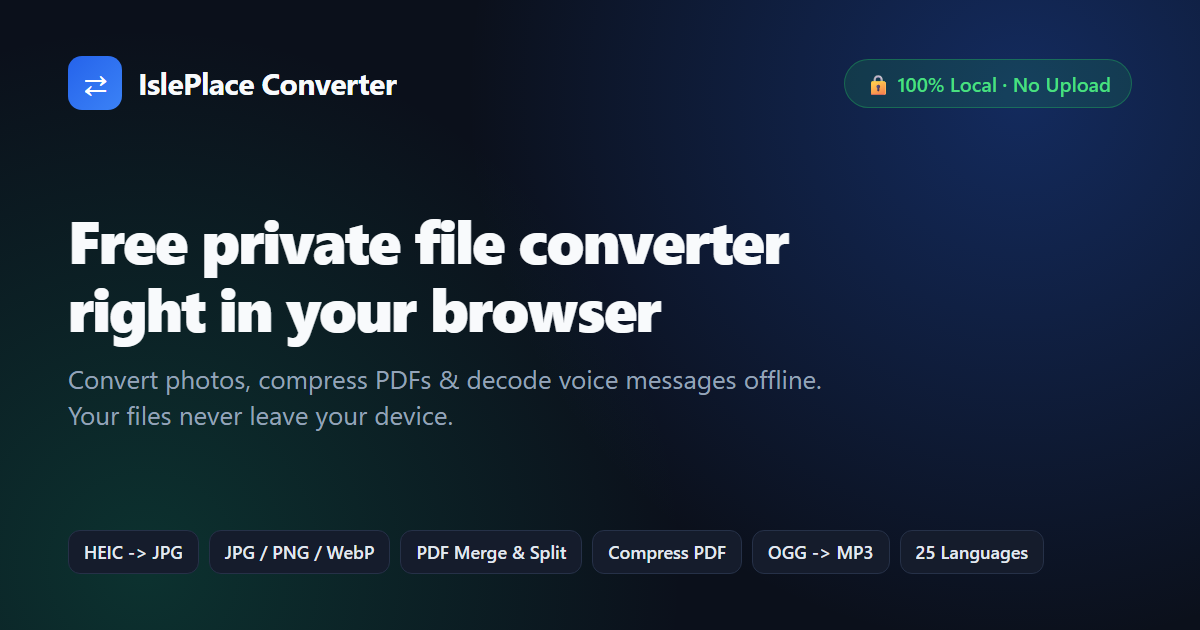 IslePlace Converter
🔒 100% Local · No Upload
Free private file converter
right in your browser
Convert photos, compress PDFs & decode voice messages offline.
Your files never leave your device.
HEIC -> JPG
JPG / PNG / WebP
PDF Merge & Split
Compress PDF
OGG -> MP3
25 Languages